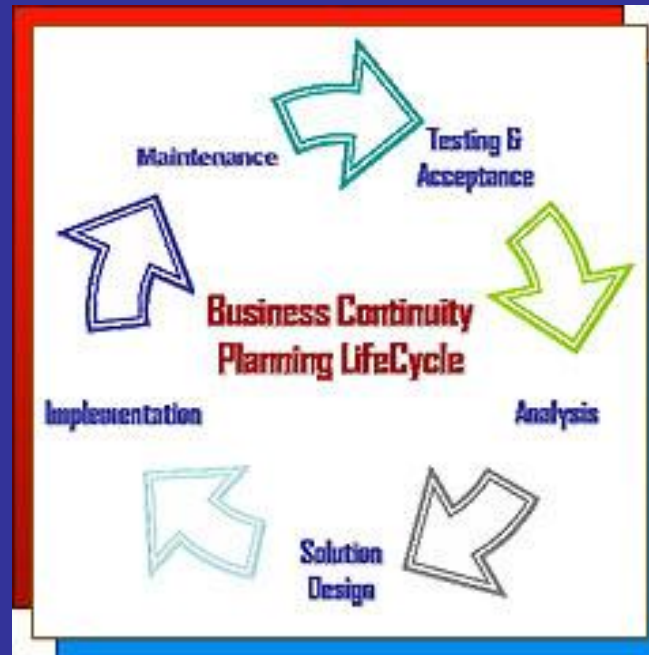 Maintenance
Testing &
Acceptance
Business Continuity
Planning LifeCycle
Implementation
Analysis
Solution
Design